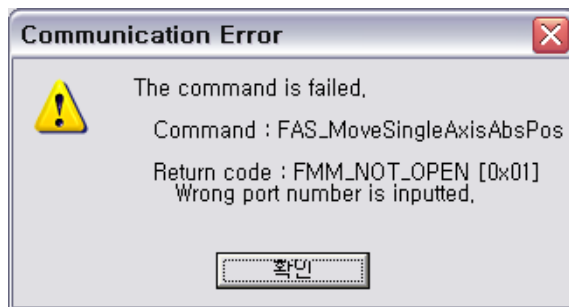 Communication Error
The command is failed,
Command : FAS_MoveSingleAxisAbsPos
Return code : FMM_NOT_OPEN [0x01]
Wrong port number is inputted,
확인